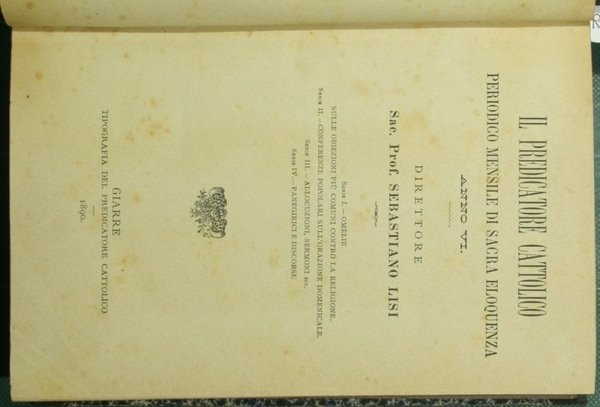 IL PREDICATORE CATTOLICO
PERIODICO MENSILE DI SACRA ELOQUENZA
ANNO VI.
DIRETTORE
Sac. Prof. SEBASTIANO LISI
SERIE I. — OMELIE
SULLE OBIEZIONI PIÙ COMUNI CONTRO LA RELIGIONE.
SERIE II. — CONFERENZE POPOLARI SULL'ORAZIONE DOMENICALE.
SERIE III. — ALLOCUZIONI, SERMONI ECC.
SERIE IV. — PANEGIRICI E DISCORSI.
GIARRE
TIPOGRAFIA DEL PREDICATORE CATTOLICO
1890.